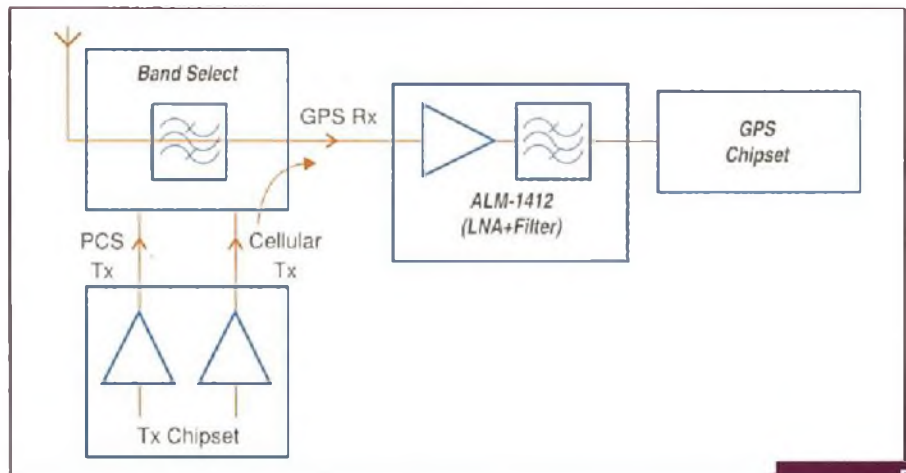 Band Select
GPS Rx
GPS
Chipset
ALM-1412
(LNA+Filter)
PCS
Tx
Cellular
Tx
Tx Chipset